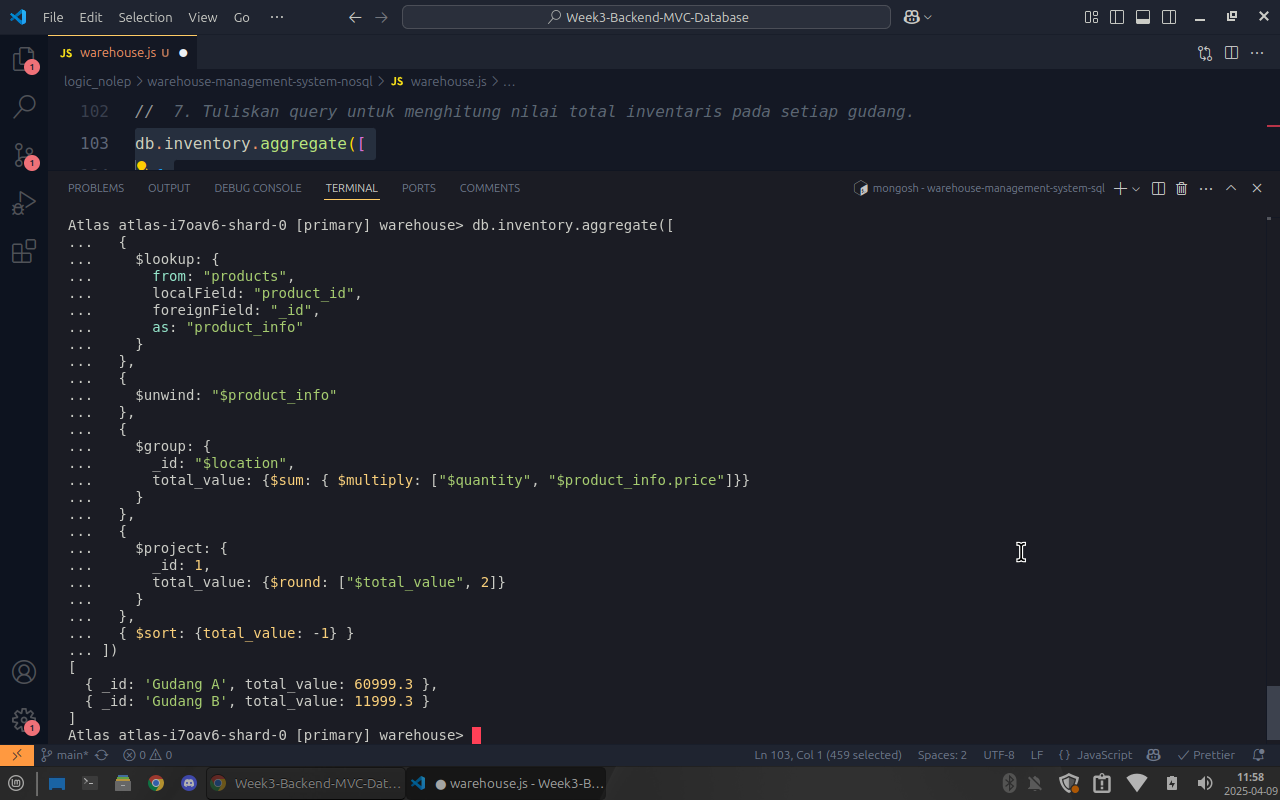 File Edit Selection View Go ··· Week3-Backend-MVC-Database
JS warehouse.js U
logic_nolep > warehouse-management-system-nosql > JS warehouse.js > ...
102 // 7. Tuliskan query untuk menghitung nilai total inventaris pada setiap gudang.
103 db.inventory.aggregate([
PROBLEMS OUTPUT DEBUG CONSOLE TERMINAL PORTS COMMENTS mongosh - warehouse-management-system-sql
Atlas atlas-i7oav6-shard-0 [primary] warehouse> db.inventory.aggregate([
... {
... $lookup: {
... from: "products",
... localField: "product_id",
... foreignField: "_id",
... as: "product_info"
... }
... },
... {
... $unwind: "$product_info"
... },
... {
... $group: {
... _id: "$location",
... total_value: {$sum: { $multiply: ["$quantity", "$product_info.price"]}}
... }
... },
... {
... $project: {
... _id: 1,
... total_value: {$round: ["$total_value", 2]}
... }
... },
... { $sort: {total_value: -1} }
... ])
[
{ _id: 'Gudang A', total_value: 60999.3 },
{ _id: 'Gudang B', total_value: 11999.3 }
]
Atlas atlas-i7oav6-shard-0 [primary] warehouse>
1
1
1
main* 0 0 Ln 103, Col 1 (459 selected) Spaces: 2 UTF-8 LF { } JavaScript Prettier
Week3-Backend-MVC-Dat... ● warehouse.js - Week3-B... 11:58
2025-04-09